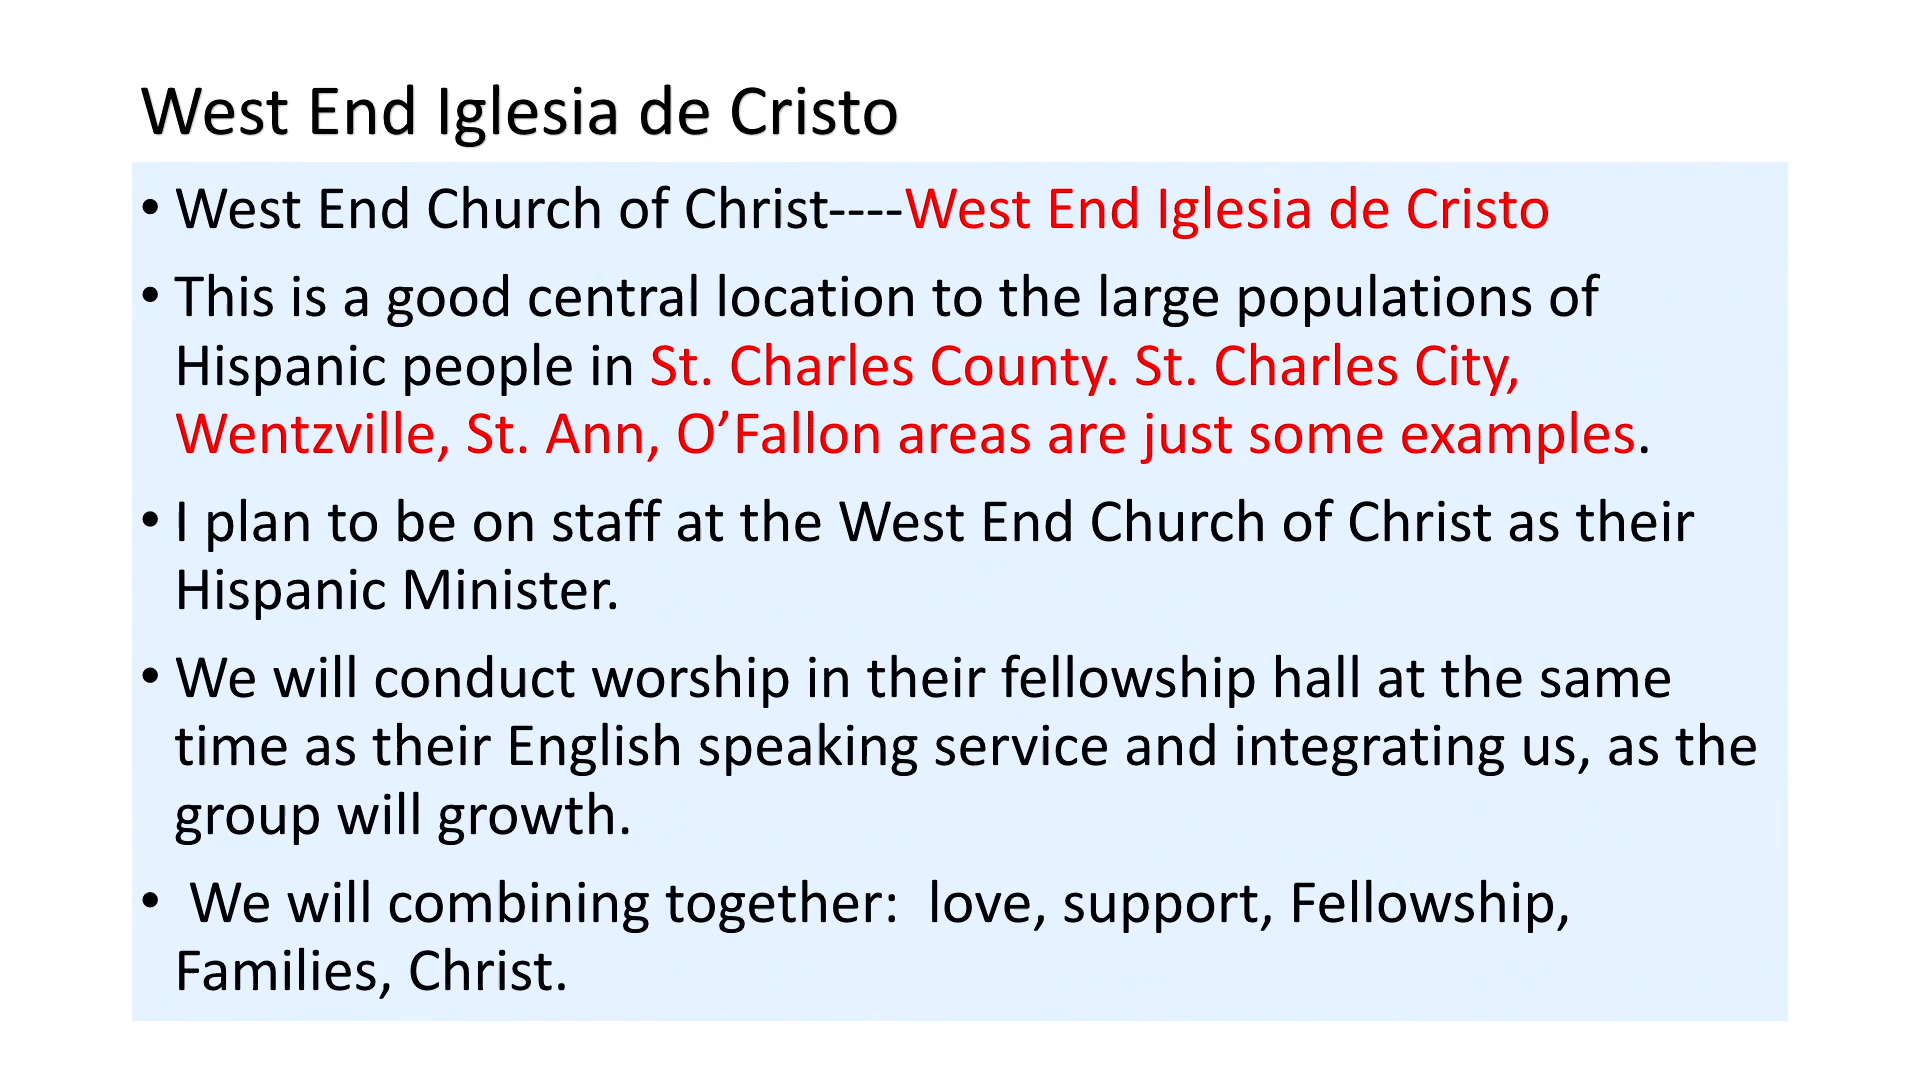 West End Iglesia de Cristo
• West End Church of Christ----West End Iglesia de Cristo
• This is a good central location to the large populations of
Hispanic people in St. Charles County. St. Charles City,
Wentzville, St. Ann, O’Fallon areas are just some examples.
• I plan to be on staff at the West End Church of Christ as their
Hispanic Minister.
• We will conduct worship in their fellowship hall at the same
time as their English speaking service and integrating us, as the
group will growth.
• We will combining together:  love, support, Fellowship,
Families, Christ.